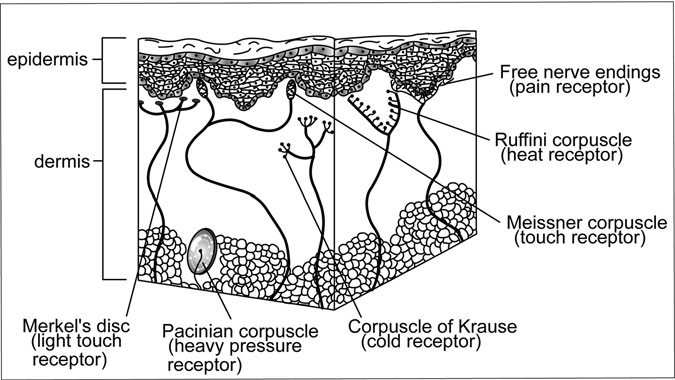 epidermis
dermis
Free nerve endings
(pain receptor)
Ruffini corpuscle
(heat receptor)
Meissner corpuscle
(touch receptor)
Merkel's disc
(light touch
receptor)
Pacinian corpuscle
(heavy pressure
receptor)
Corpuscle of Krause
(cold receptor)